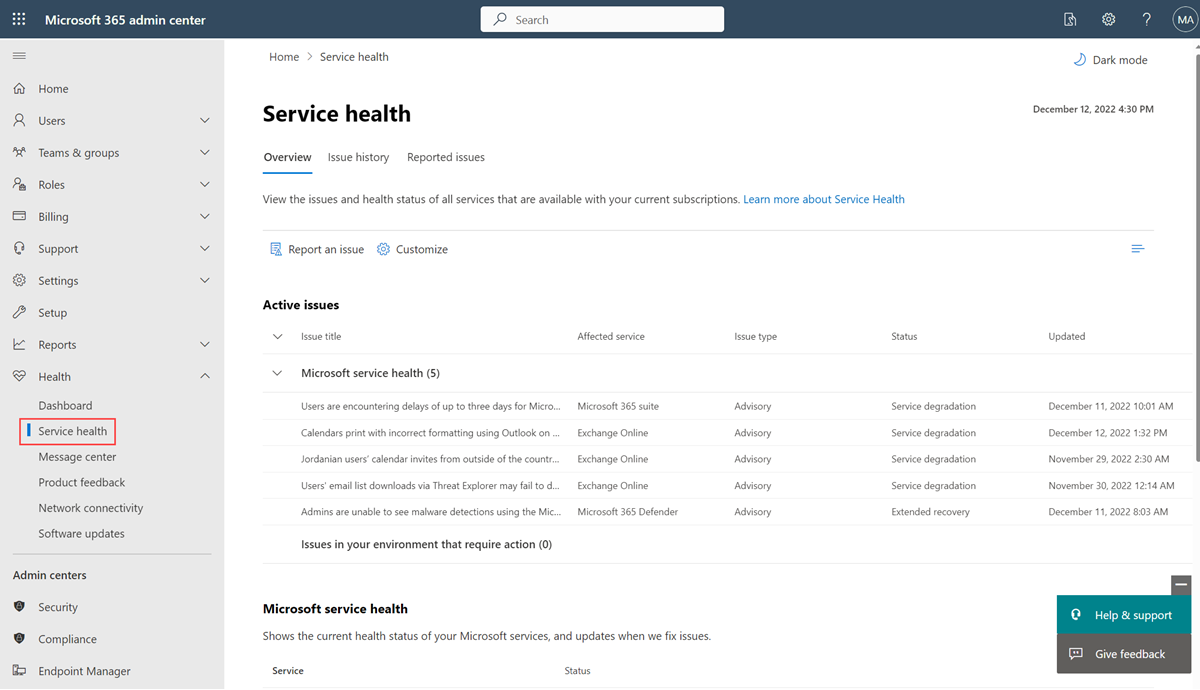 Microsoft 365 admin center
Search
?
MA
Home
Users
Teams & groups
Roles
Billing
Support
Settings
Setup
Reports
Health
Dashboard
Service health
Message center
Product feedback
Network connectivity
Software updates
Admin centers
Security
Compliance
Endpoint Manager
Home > Service health
Dark mode
Service health
December 12, 2022 4:30 PM
Overview Issue history Reported issues
View the issues and health status of all services that are available with your current subscriptions. Learn more about Service Health
Report an issue Customize
Active issues
Issue title Affected service Issue type Status Updated
Microsoft service health (5)
Users are encountering delays of up to three days for Micro... Microsoft 365 suite Advisory Service degradation December 11, 2022 10:01 AM
Calendars print with incorrect formatting using Outlook on ... Exchange Online Advisory Service degradation December 12, 2022 1:32 PM
Jordanian users' calendar invites from outside of the countr... Exchange Online Advisory Service degradation November 29, 2022 2:30 AM
Users' email list downloads via Threat Explorer may fail to d... Exchange Online Advisory Service degradation November 30, 2022 12:14 AM
Admins are unable to see malware detections using the Mic... Microsoft 365 Defender Advisory Extended recovery December 11, 2022 8:03 AM
Issues in your environment that require action (0)
Microsoft service health
Shows the current health status of your Microsoft services, and updates when we fix issues.
Service Status
Help & support
Give feedback